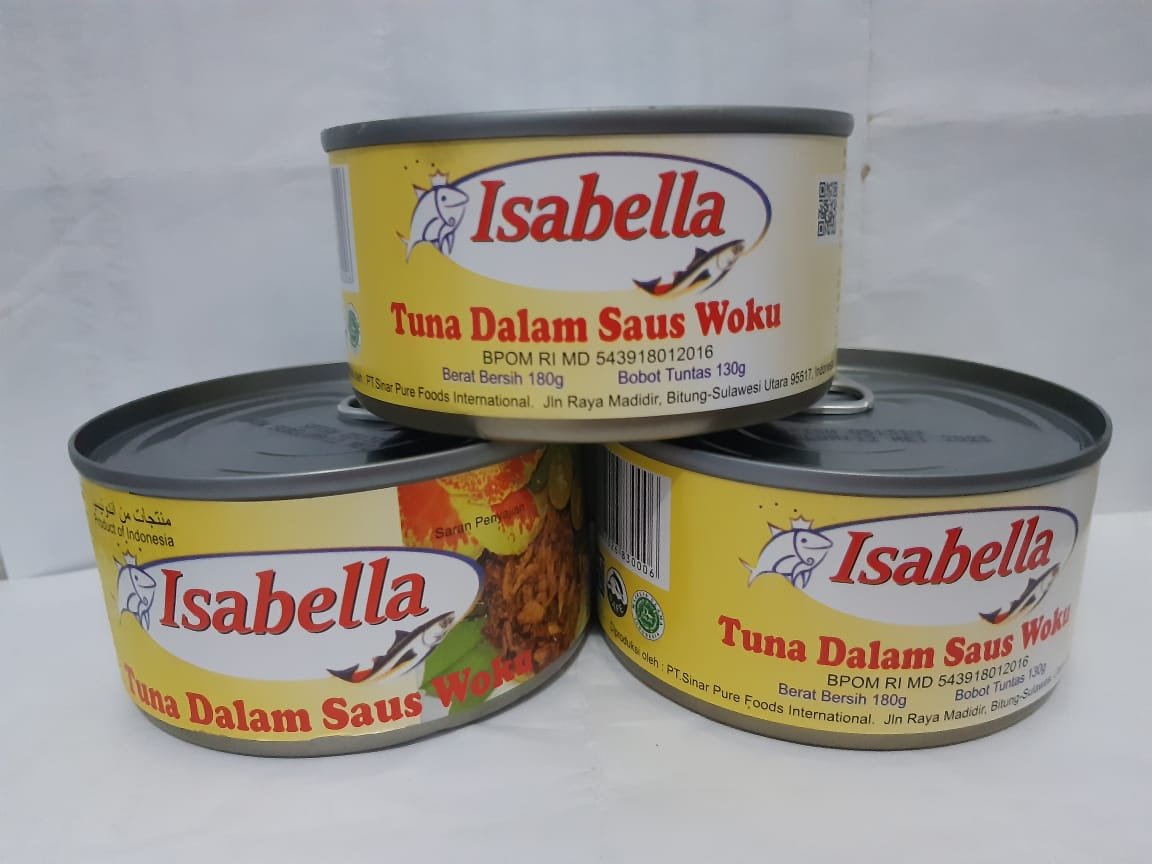 Isabella
Tuna Dalam Saus Woku
BPOM RI MD 543918012016
Berat Bersih 180g Bobot Tuntas 130g
PT.Sinar Pure Foods International. Jln Raya Madidir, Bitung-Sulawesi Utara 95517,
منتجات من
Product of Indonesia
Saran Penyajian
Isabella
Tuna Dalam Saus Woku
830006
Isabella
Tuna Dalam Saus Woku
BPOM RI MD 543918012016
Berat Bersih 180g Bobot Tuntas 130g
Diproduksi oleh : PT.Sinar Pure Foods International. Jln Raya Madidir,